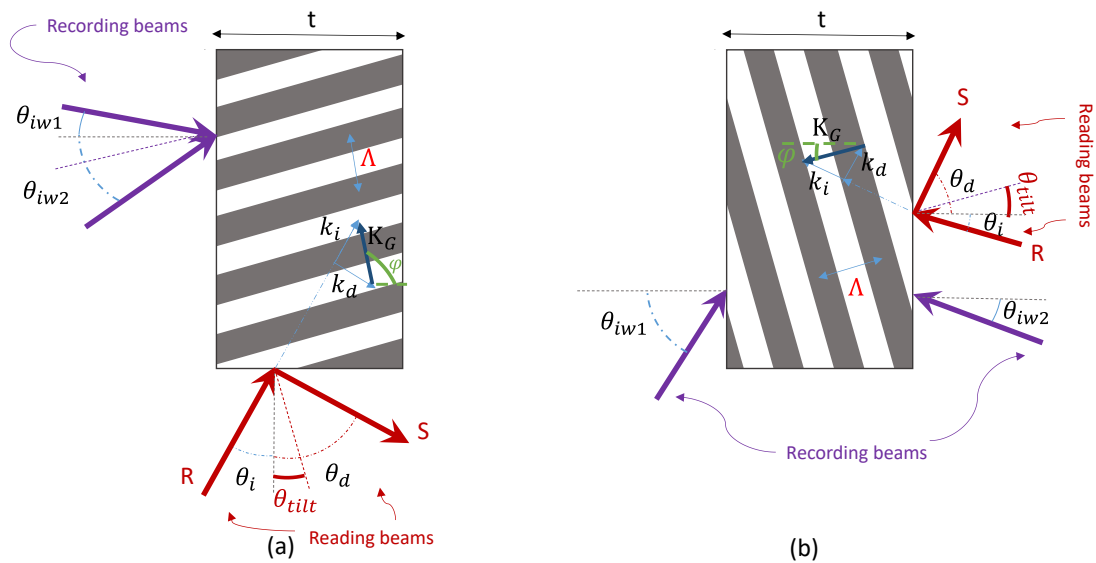 t
Recording beams
θiw1
θiw2
Λ
ki
KG
φ
kd
R
S
θi
θtilt
θd
Reading beams
(a)
t
S
KG
φ̄
kd
ki
θd
θtilt
θi
R
Reading beams
Λ
θiw1
θiw2
Recording beams
(b)